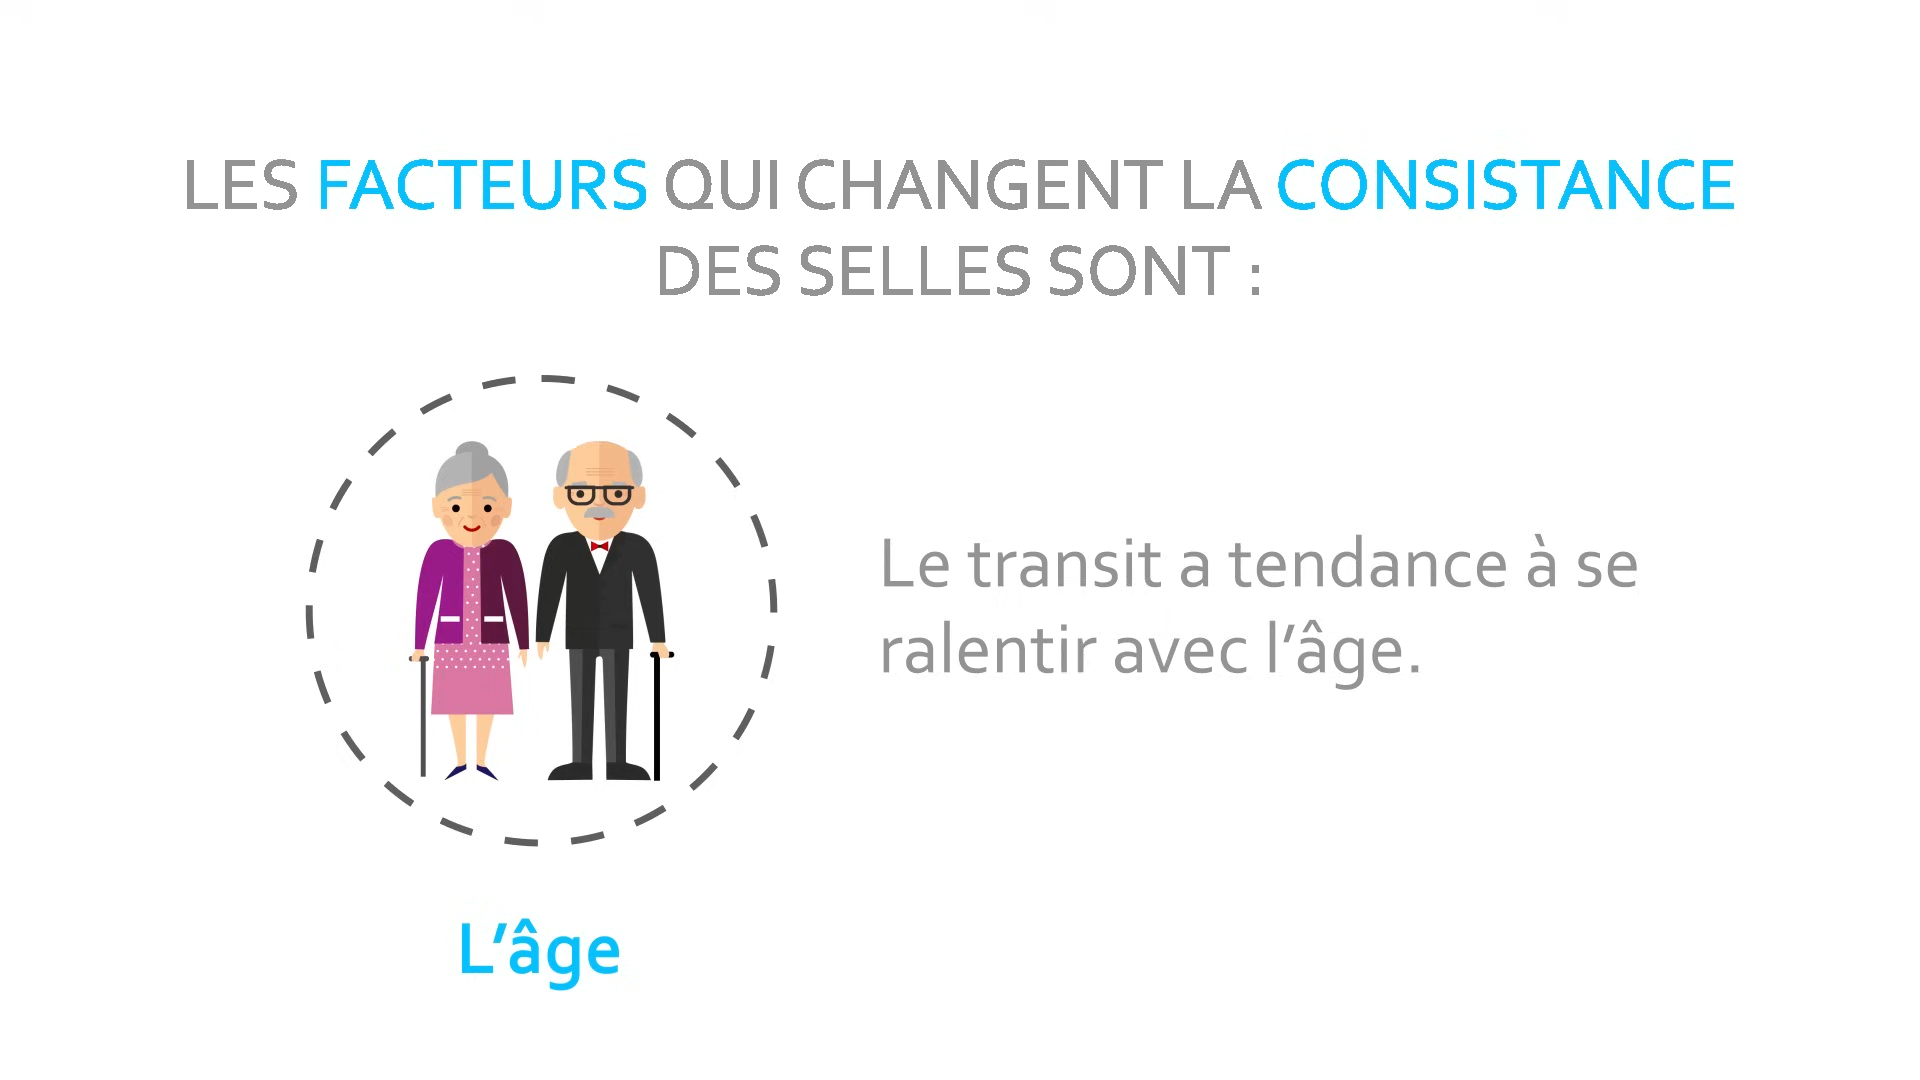 LES FACTEURS QUI CHANGENT LA CONSISTANCE
DES SELLES SONT :
Le transit a tendance à se
ralentir avec l’âge.
L’âge